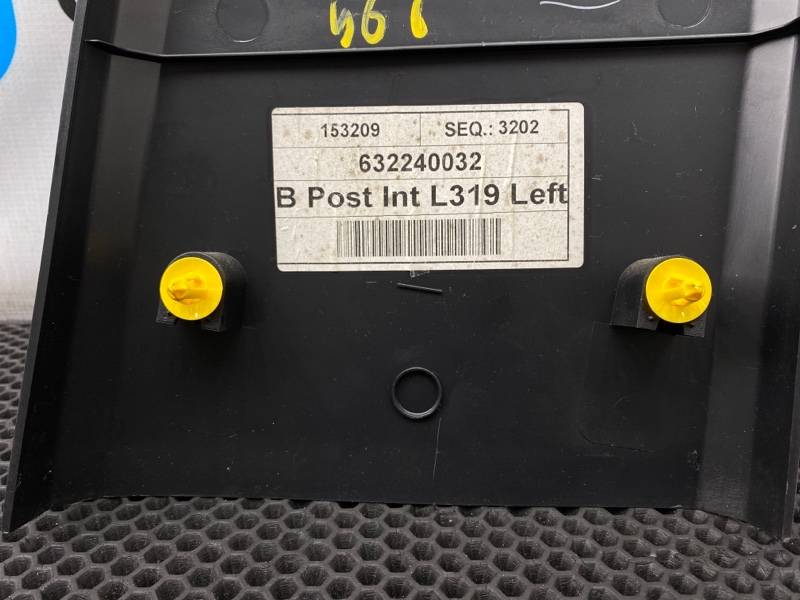 153209 SEQ.: 3202
632240032
B Post Int L319 Left